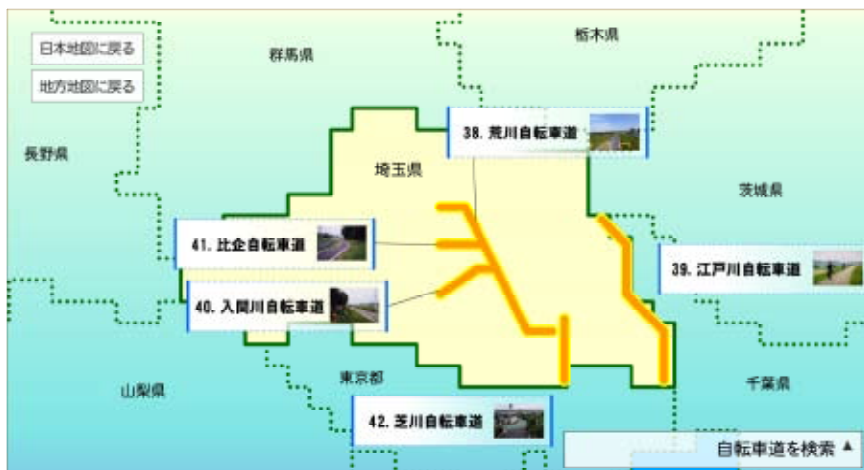 日本地図に戻る
地方地図に戻る
群馬県
栃木県
38. 荒川自転車道
長野県
埼玉県
茨城県
41. 比企自転車道
39. 江戸川自転車道
40. 入間川自転車道
山梨県
東京都
千葉県
42. 芝川自転車道
自転車道を検索 ▲